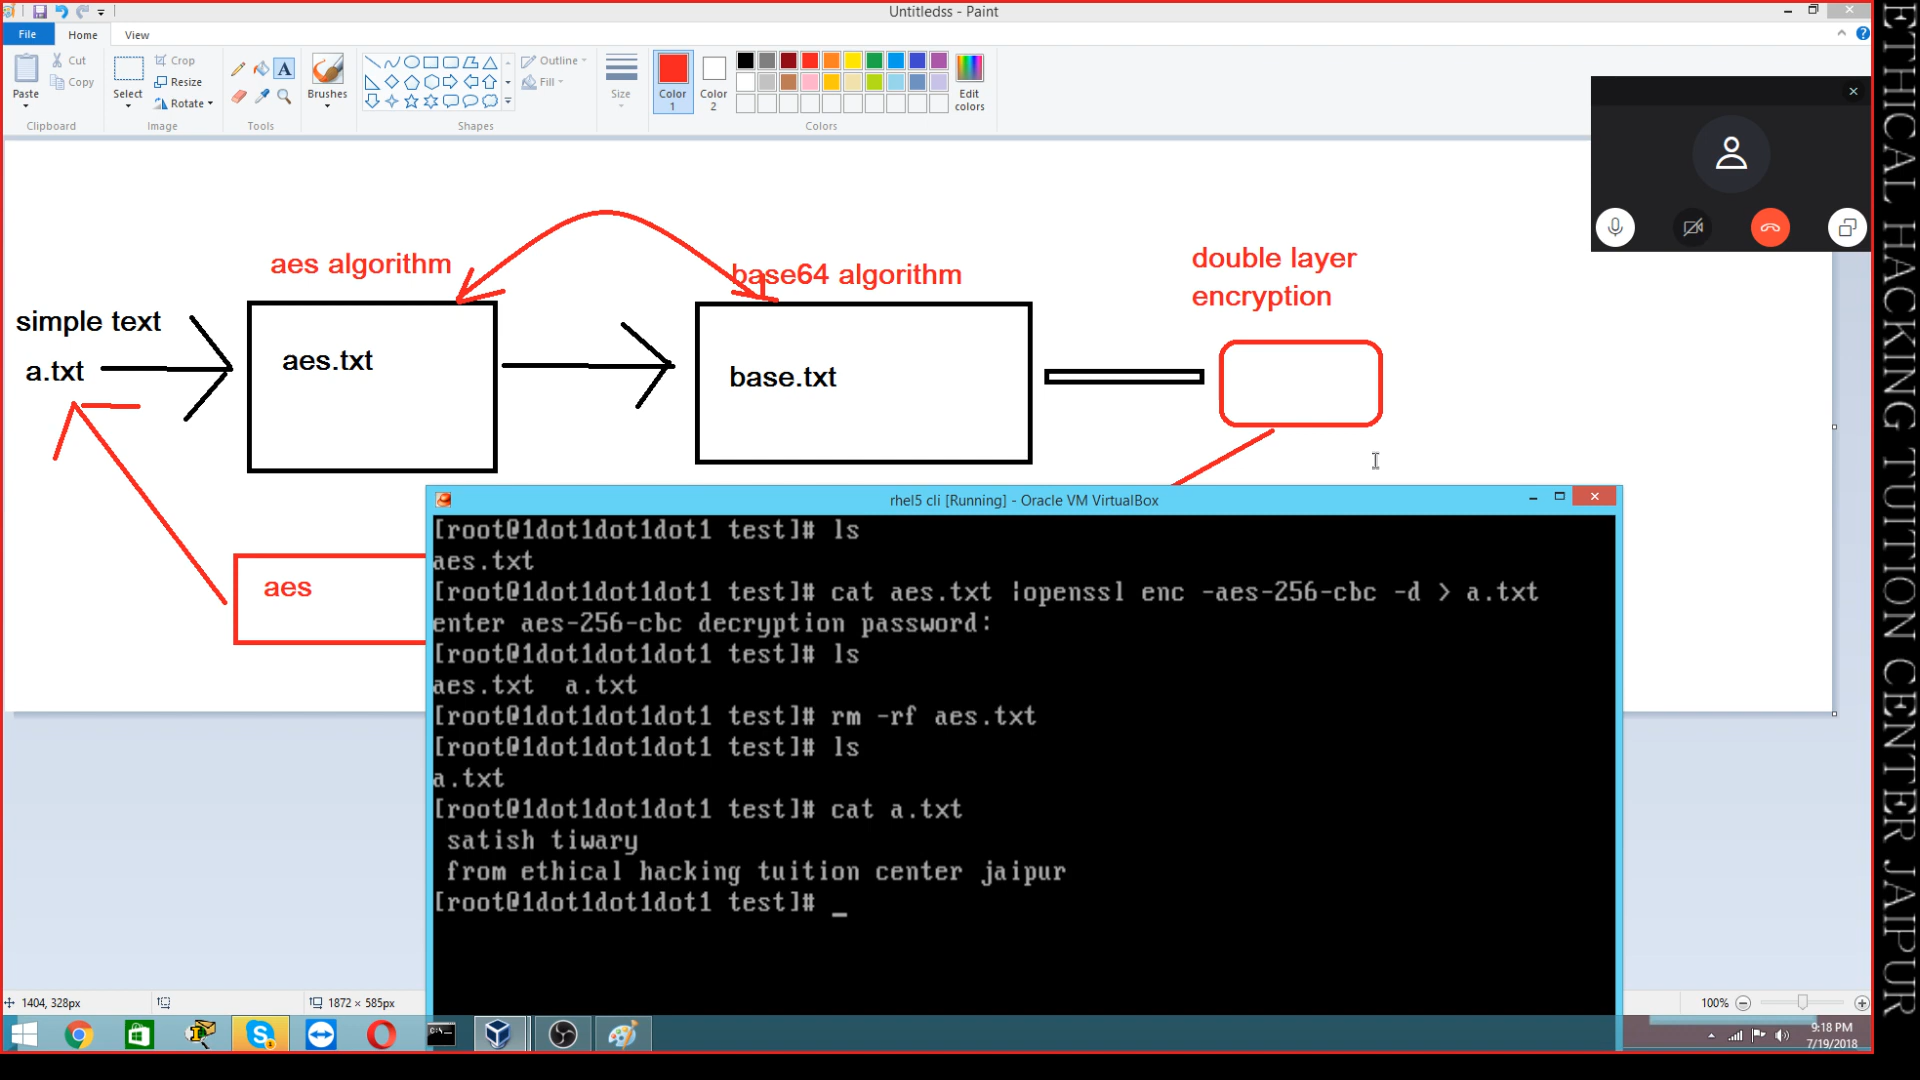 Untitledss - Paint
File
Home
View
Paste
Cut
Copy
Clipboard
Select
Crop
Resize
Rotate
Image
Tools
Brushes
Shapes
Outline
Fill
Size
Color
1
Color
2
Edit
colors
Colors
aes algorithm
base64 algorithm
double layer
encryption
simple text
a.txt
aes.txt
base.txt
aes
rhel5 cli [Running] - Oracle VM VirtualBox
[root@1dot1dot1dot1 test]# ls
aes.txt
[root@1dot1dot1dot1 test]# cat aes.txt |openssl enc -aes-256-cbc -d > a.txt
enter aes-256-cbc decryption password:
[root@1dot1dot1dot1 test]# ls
aes.txt  a.txt
[root@1dot1dot1dot1 test]# rm -rf aes.txt
[root@1dot1dot1dot1 test]# ls
a.txt
[root@1dot1dot1dot1 test]# cat a.txt
satish tiwary
from ethical hacking tuition center jaipur
[root@1dot1dot1dot1 test]# _
1404, 328px
1872 × 585px
100%
9:18 PM
7/19/2018
ETHICAL HACKING TUITION CENTER JAIPUR